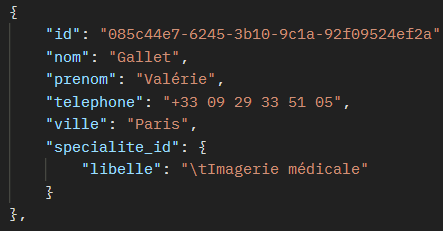 {
"id": "085c44e7-6245-3b10-9c1a-92f09524ef2a"
"nom": "Gallet",
"prenom": "Valérie",
"telephone": "+33 09 29 33 51 05",
"ville": "Paris",
"specialite_id": {
"libelle": "\tImagerie médicale"
}
},